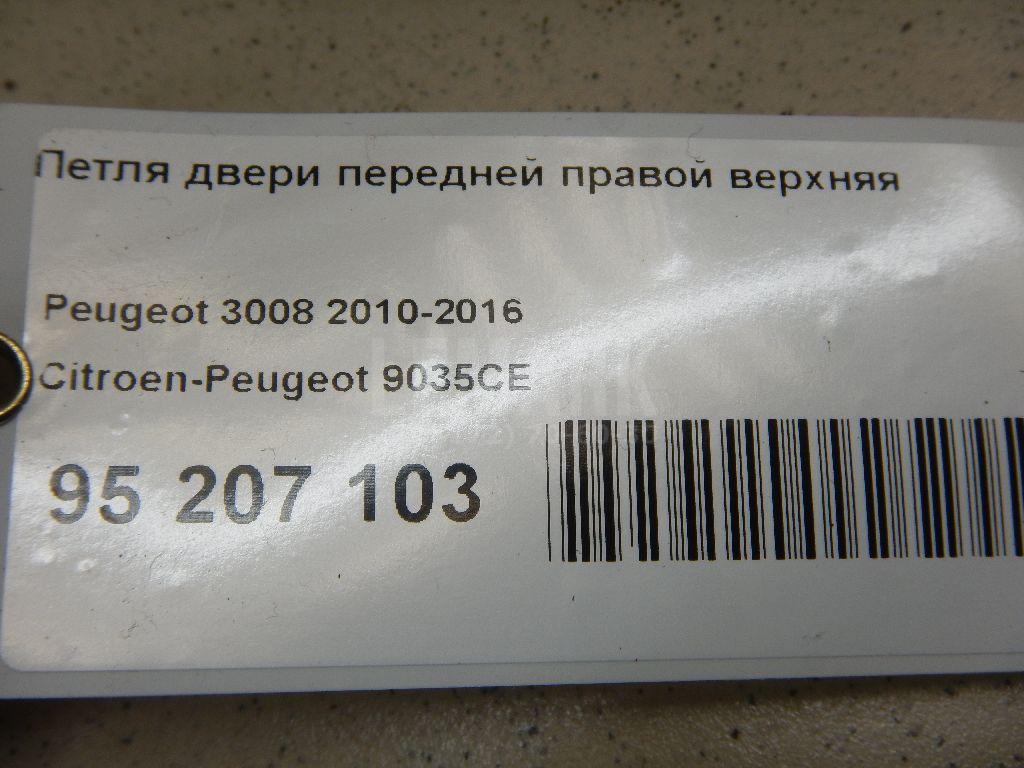 Петля двери передней правой верхняя
Peugeot 3008 2010-2016
Citroen-Peugeot 9035CE
95 207 103